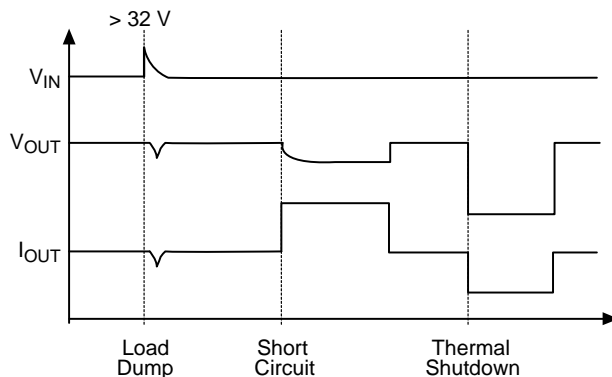 > 32 V
VIN
VOUT
IOUT
Load Dump
Short Circuit
Thermal Shutdown